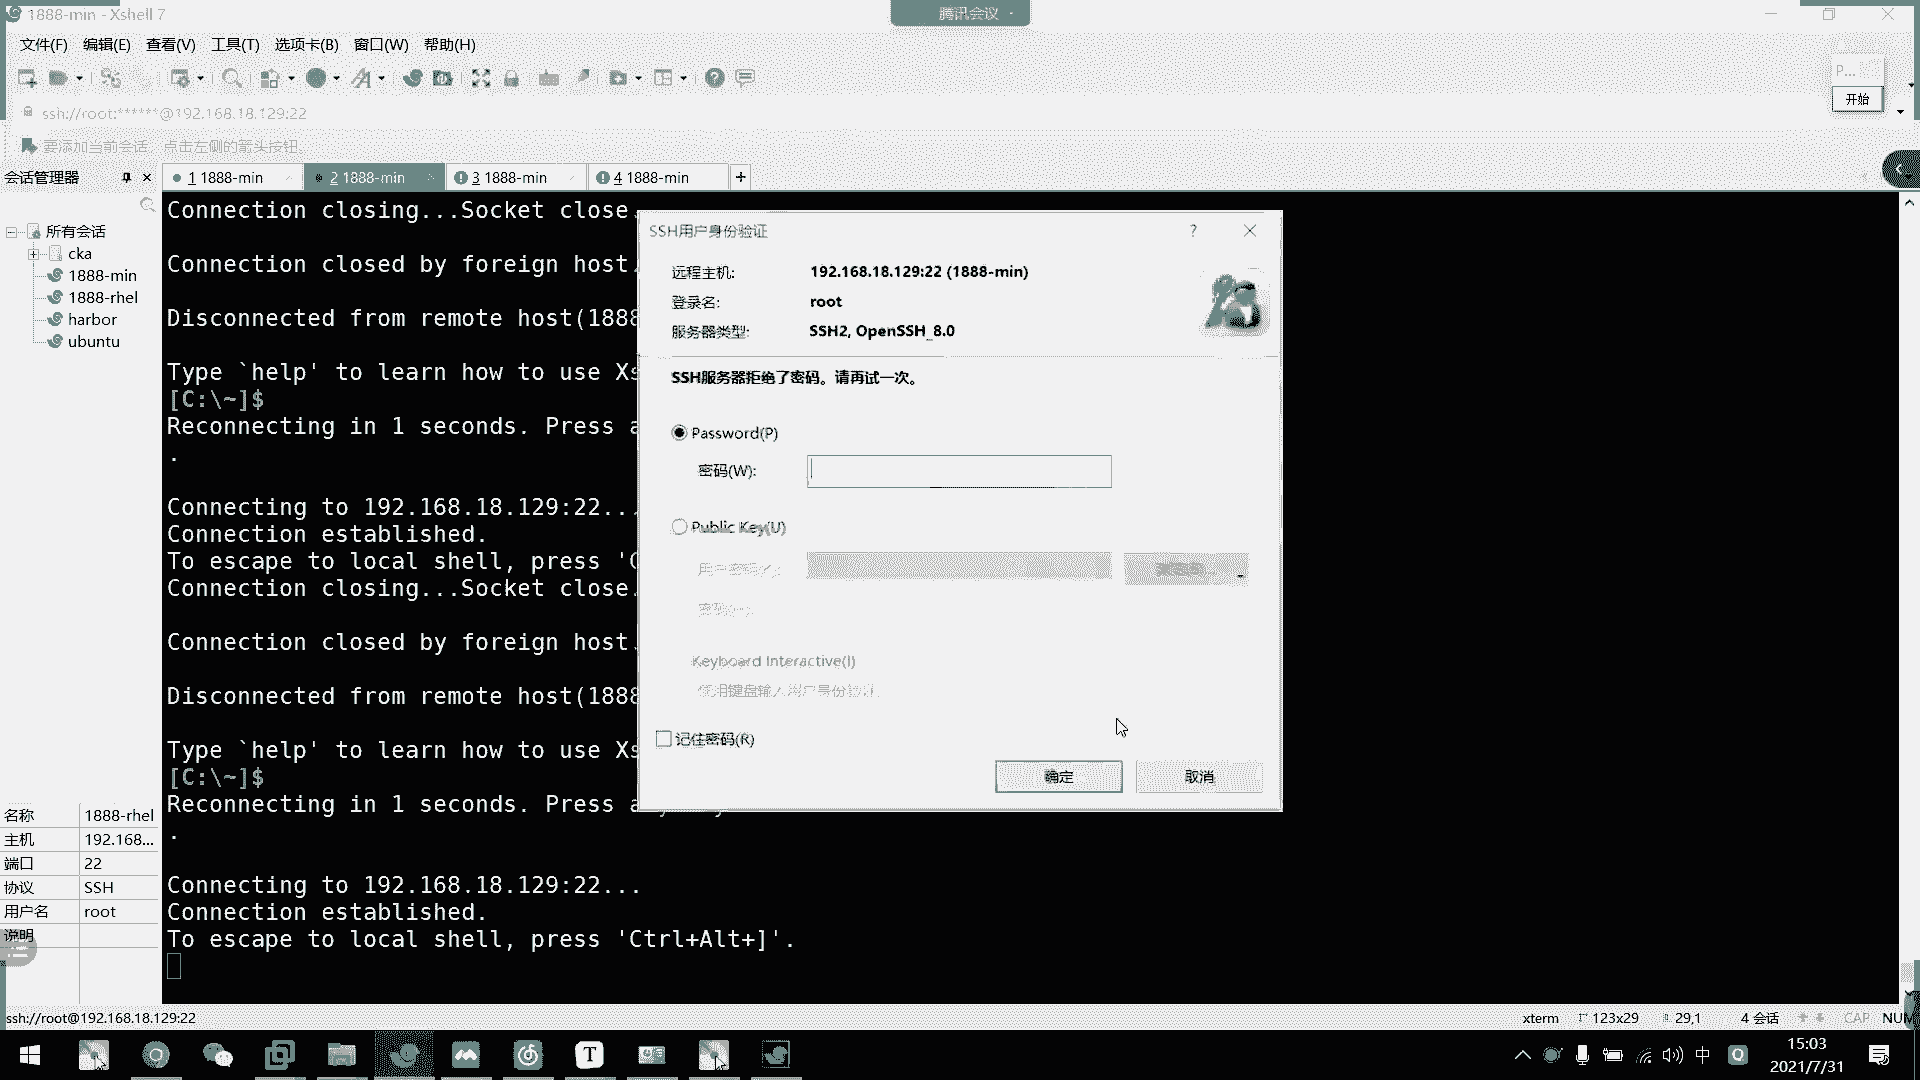 1888-min - Xshell 7
腾讯会议
文件(F) 编辑(E) 查看(V) 工具(T) 选项卡(B) 窗口(W) 帮助(H)
P...
开始
ssh://root:******@192.168.18.129:22
要添加当前会话，点击左侧的箭头按钮。
会话管理器
1 1888-min
2 1888-min
3 1888-min
4 1888-min
所有会话
cka
1888-min
1888-rhel
harbor
ubuntu
名称 1888-rhel
主机 192.168...
端口 22
协议 SSH
用户名 root
说明
Connection closing...Socket close.
Connection closed by foreign host.
Disconnected from remote host(1888
Type `help' to learn how to use Xs
[C:\~]$
Reconnecting in 1 seconds. Press a
.
Connecting to 192.168.18.129:22...
Connection established.
To escape to local shell, press 'C
Connection closing...Socket close.
Connection closed by foreign host.
Disconnected from remote host(1888
Type `help' to learn how to use Xs
[C:\~]$
Reconnecting in 1 seconds. Press a
.
Connecting to 192.168.18.129:22...
Connection established.
To escape to local shell, press 'Ctrl+Alt+]'.
SSH用户身份验证
远程主机: 192.168.18.129:22 (1888-min)
登录名: root
服务器类型: SSH2, OpenSSH_8.0
SSH服务器拒绝了密码。请再试一次。
Password(P)
密码(W):
Public Key(U)
Keyboard Interactive(I)
使用键盘输入用户身份验证。
记住密码(R)
确定 取消
ssh://root@192.168.18.129:22
xterm 123x29 29,1 4 会话 CAP NUM
中
15:03
2021/7/31